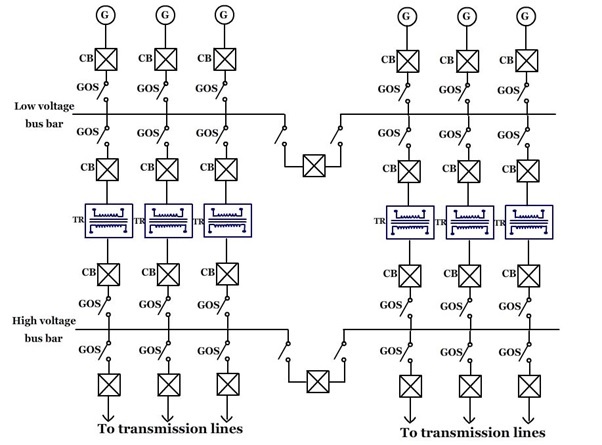 G G G G G G
CB CB CB CB CB CB
GOS GOS GOS GOS GOS GOS
Low voltage
bus bar
GOS GOS GOS GOS GOS GOS
CB CB CB CB CB CB
TR TR TR TR TR TR
CB CB CB CB CB CB
GOS GOS GOS GOS GOS GOS
High voltage
bus bar
GOS GOS GOS GOS GOS GOS
To transmission lines To transmission lines